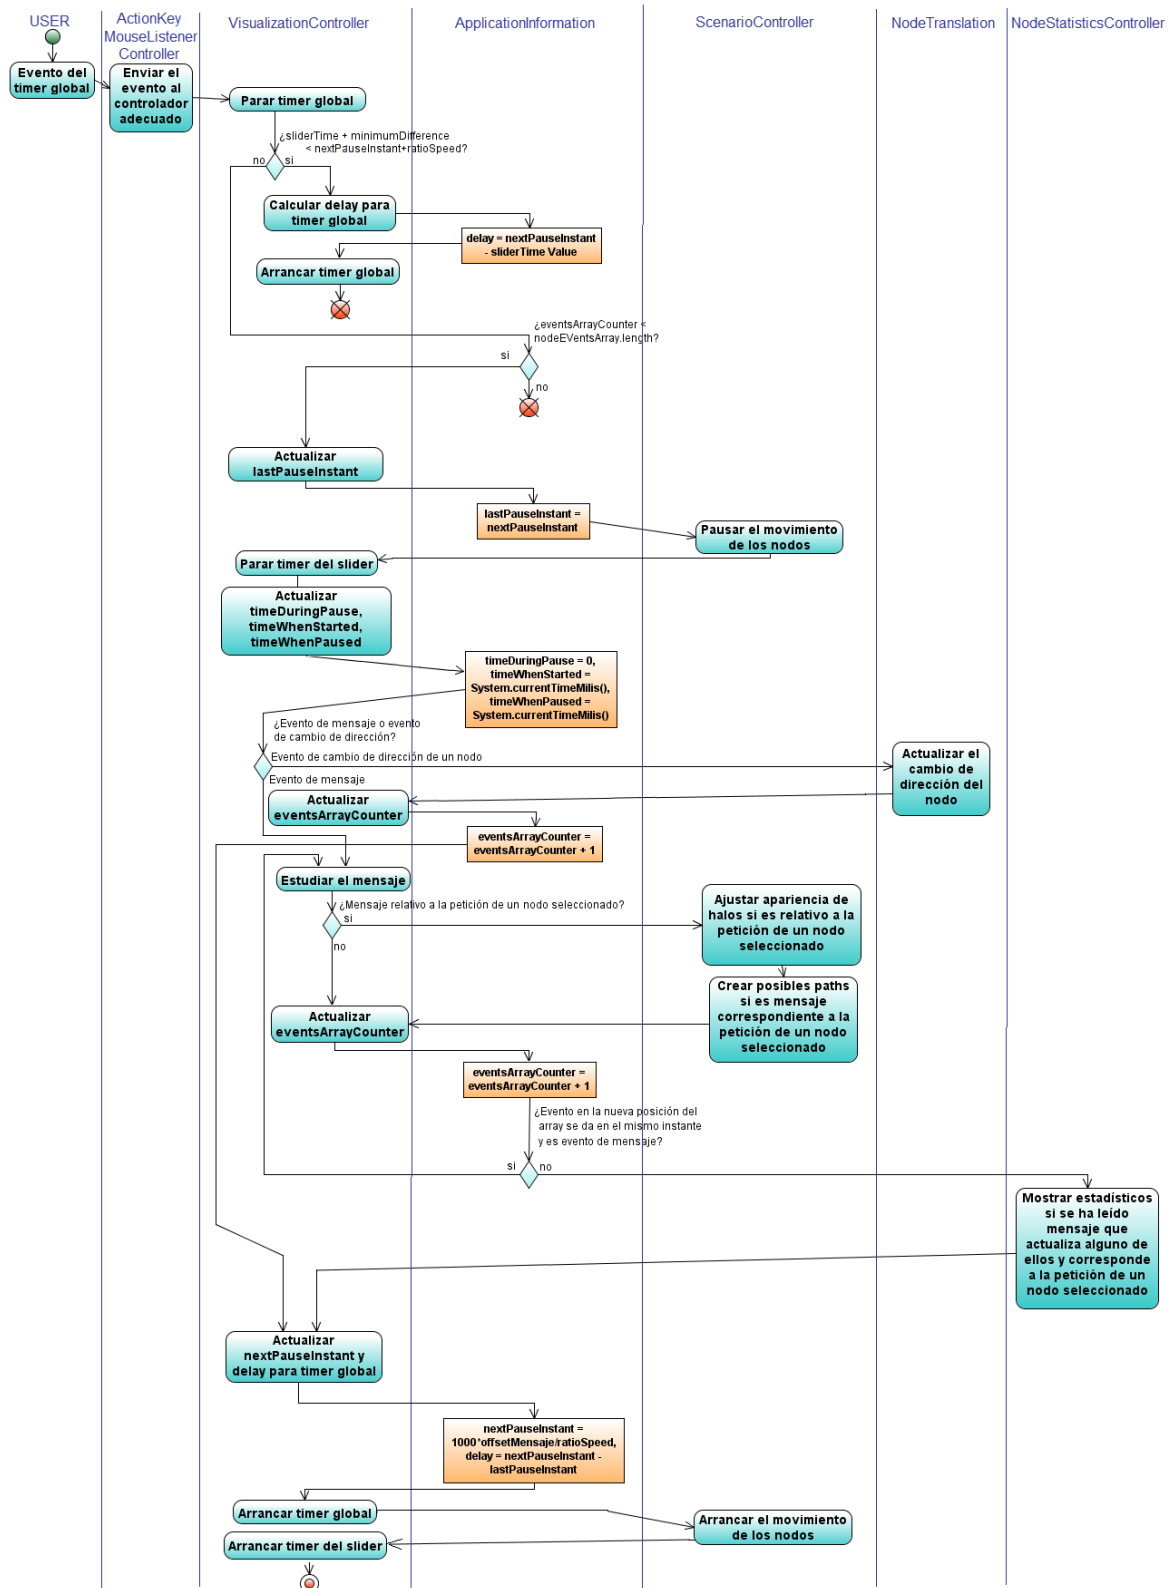 USER
ActionKey
MouseListener
Controller
VisualizationController
ApplicationInformation
ScenarioController
NodeTranslation
NodeStatisticsController
Evento del
timer global
Enviar el
evento al
controlador
adecuado
Parar timer global
¿sliderTime + minimumDifference
< nextPauseInstant+ratioSpeed?
no
si
Calcular delay para
timer global
delay = nextPauseInstant
- sliderTime Value
Arrancar timer global
¿eventsArrayCounter <
nodeEVentsArray.length?
si
no
Actualizar
lastPauseInstant
lastPauseInstant =
nextPauseInstant
Pausar el movimiento
de los nodos
Parar timer del slider
Actualizar
timeDuringPause,
timeWhenStarted,
timeWhenPaused
timeDuringPause = 0,
timeWhenStarted =
System.currentTimeMilis(),
timeWhenPaused =
System.currentTimeMilis()
¿Evento de mensaje o evento
de cambio de dirección?
Evento de cambio de dirección de un nodo
Evento de mensaje
Actualizar el
cambio de
dirección del
nodo
Actualizar
eventsArrayCounter
eventsArrayCounter =
eventsArrayCounter + 1
Estudiar el mensaje
¿Mensaje relativo a la petición de un nodo seleccionado?
si
no
Ajustar apariencia de
halos si es relativo a la
petición de un nodo
seleccionado
Crear posibles paths
si es mensaje
correspondiente a la
petición de un nodo
seleccionado
Actualizar
eventsArrayCounter
eventsArrayCounter =
eventsArrayCounter + 1
¿Evento en la nueva posición del
array se da en el mismo instante
y es evento de mensaje?
si
no
Mostrar estadísticos
si se ha leído
mensaje que
actualiza alguno de
ellos y corresponde
a la petición de un
nodo seleccionado
Actualizar
nextPauseInstant y
delay para timer global
nextPauseInstant =
1000*offsetMensaje/ratioSpeed,
delay = nextPauseInstant -
lastPauseInstant
Arrancar timer global
Arrancar el movimiento
de los nodos
Arrancar timer del slider